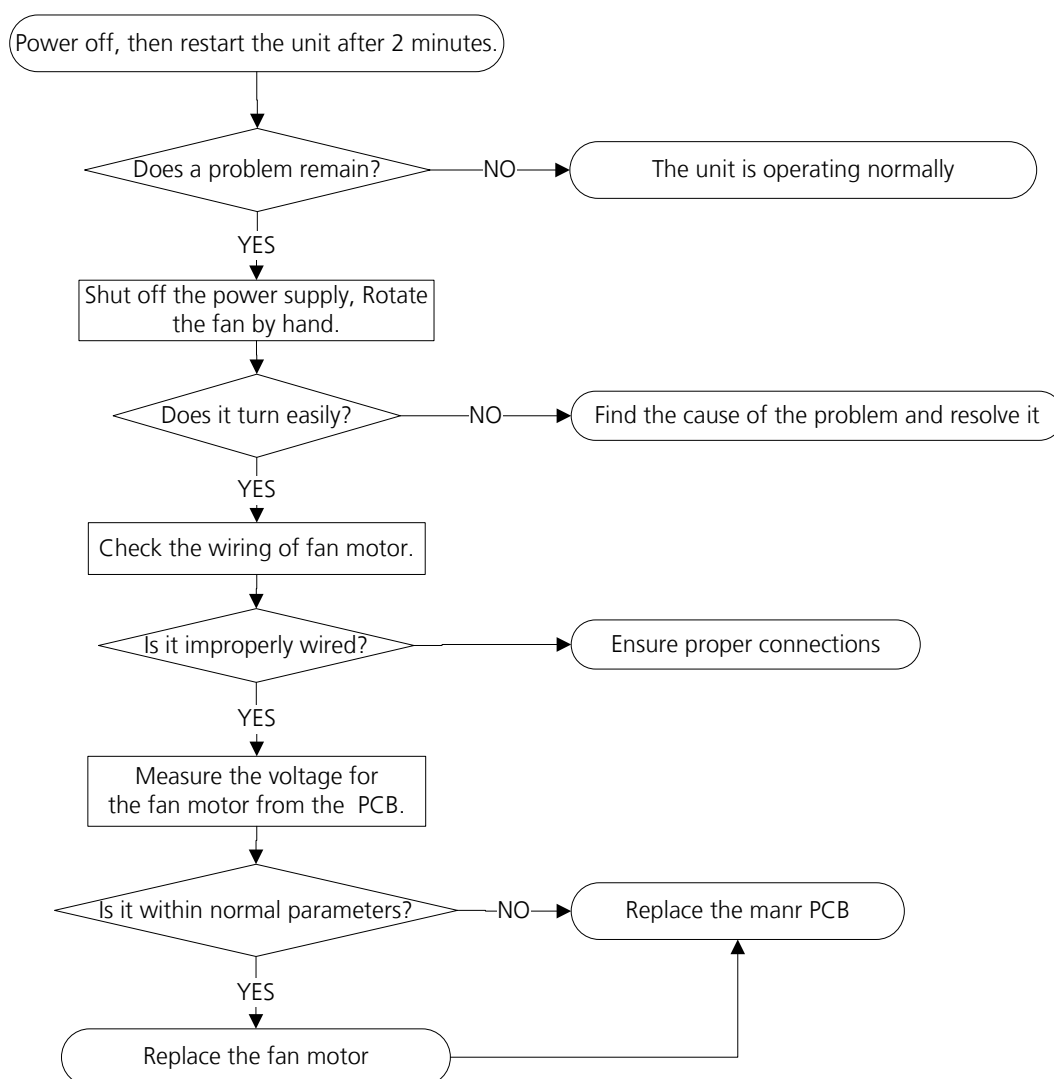 Power off, then restart the unit after 2 minutes.
Does a problem remain?
NO
The unit is operating normally
YES
Shut off the power supply, Rotate
the fan by hand.
Does it turn easily?
NO
Find the cause of the problem and resolve it
YES
Check the wiring of fan motor.
Is it improperly wired?
Ensure proper connections
YES
Measure the voltage for
the fan motor from the PCB.
Is it within normal parameters?
NO
Replace the manr PCB
YES
Replace the fan motor